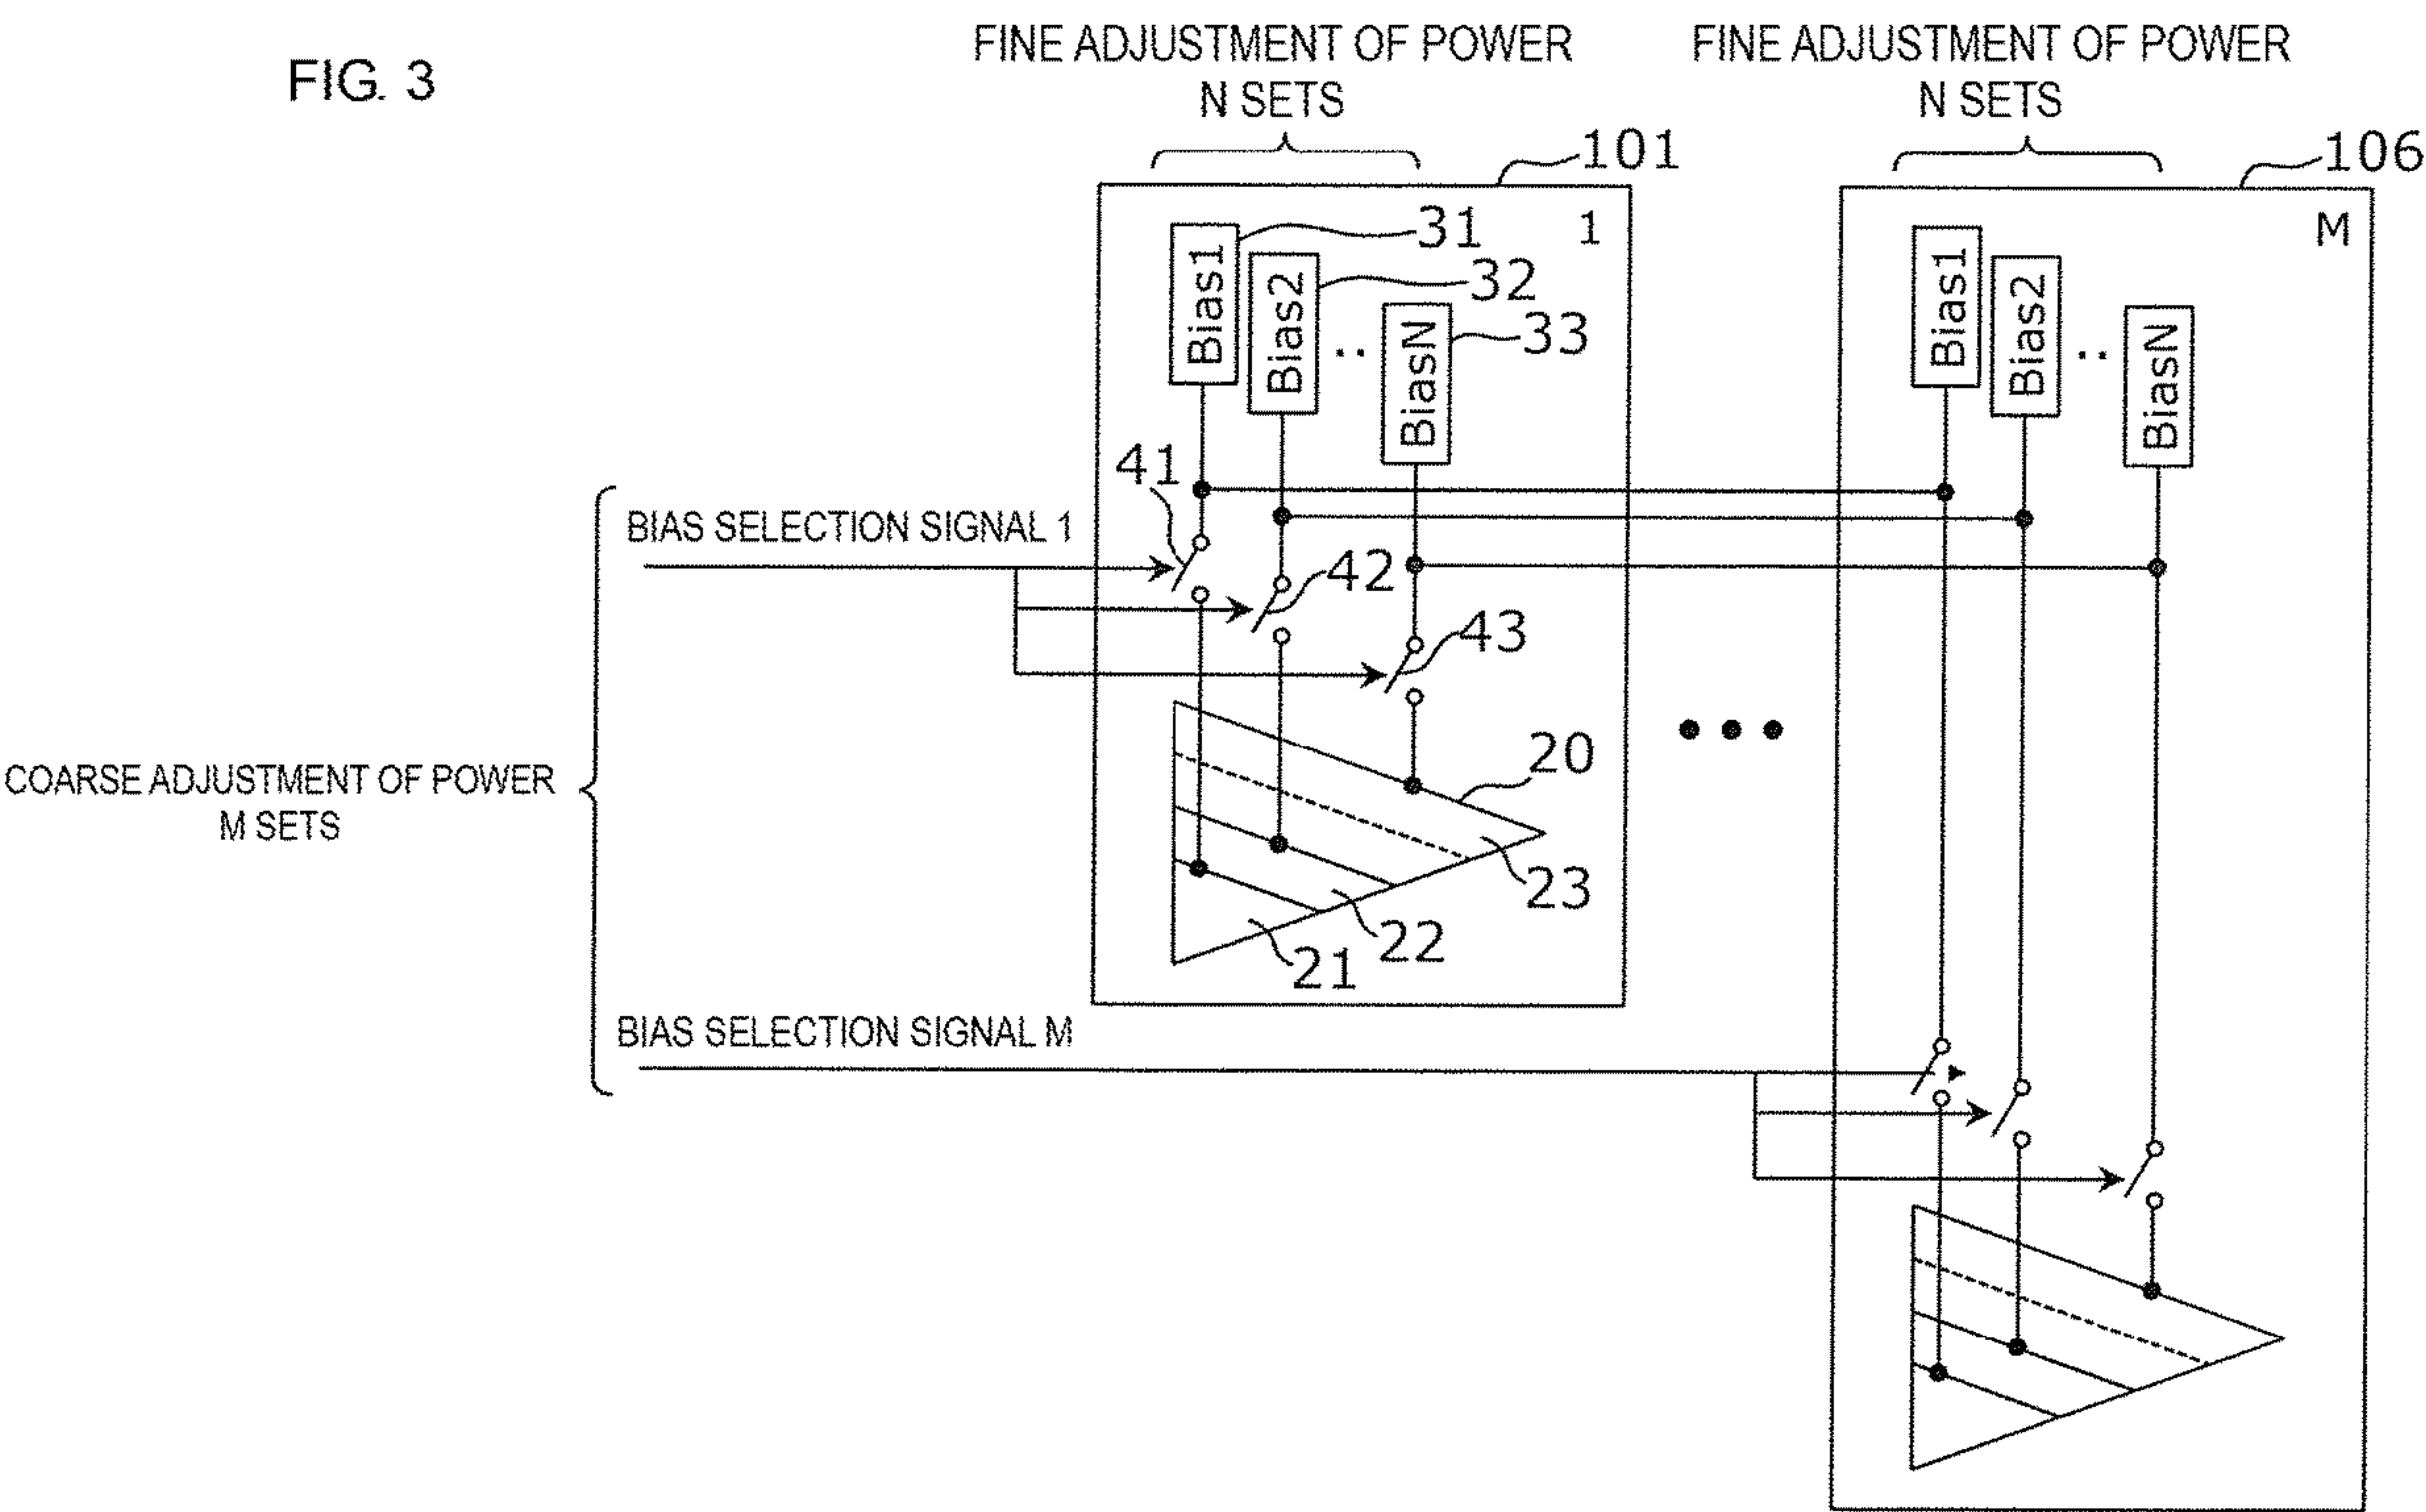 FIG. 3
FINE ADJUSTMENT OF POWER
N SETS
FINE ADJUSTMENT OF POWER
N SETS
101
106
1
M
Bias1
31
Bias2
32
BiasN
33
Bias1
Bias2
BiasN
41
BIAS SELECTION SIGNAL 1
42
43
COARSE ADJUSTMENT OF POWER
M SETS
20
23
22
21
BIAS SELECTION SIGNAL M